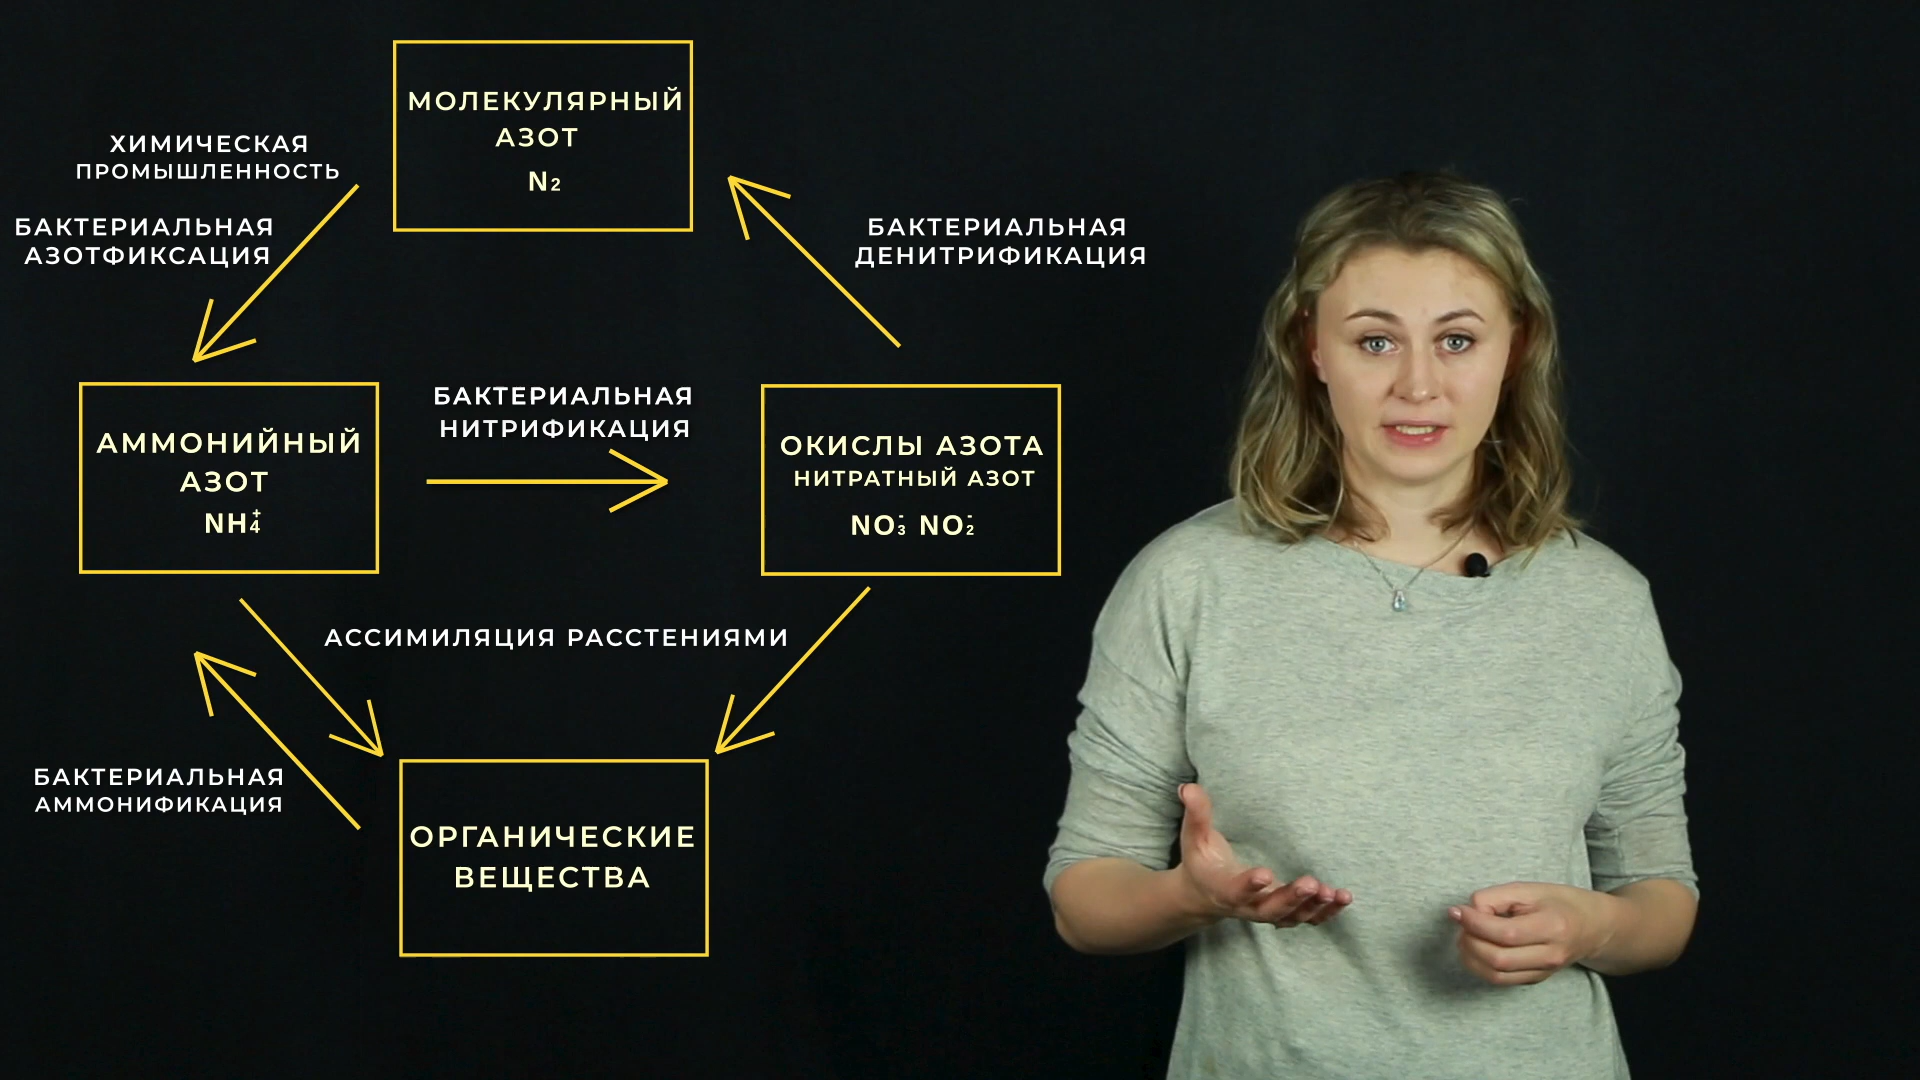 МОЛЕКУЛЯРНЫЙ
АЗОТ
N₂
ХИМИЧЕСКАЯ
ПРОМЫШЛЕННОСТЬ
БАКТЕРИАЛЬНАЯ
АЗОТФИКСАЦИЯ
БАКТЕРИАЛЬНАЯ
ДЕНИТРИФИКАЦИЯ
БАКТЕРИАЛЬНАЯ
НИТРИФИКАЦИЯ
АММОНИЙНЫЙ
АЗОТ
NH₄⁺
ОКИСЛЫ АЗОТА
НИТРАТНЫЙ АЗОТ
NO₃⁻ NO₂⁻
АССИМИЛЯЦИЯ РАССТЕНИЯМИ
БАКТЕРИАЛЬНАЯ
АММОНИФИКАЦИЯ
ОРГАНИЧЕСКИЕ
ВЕЩЕСТВА